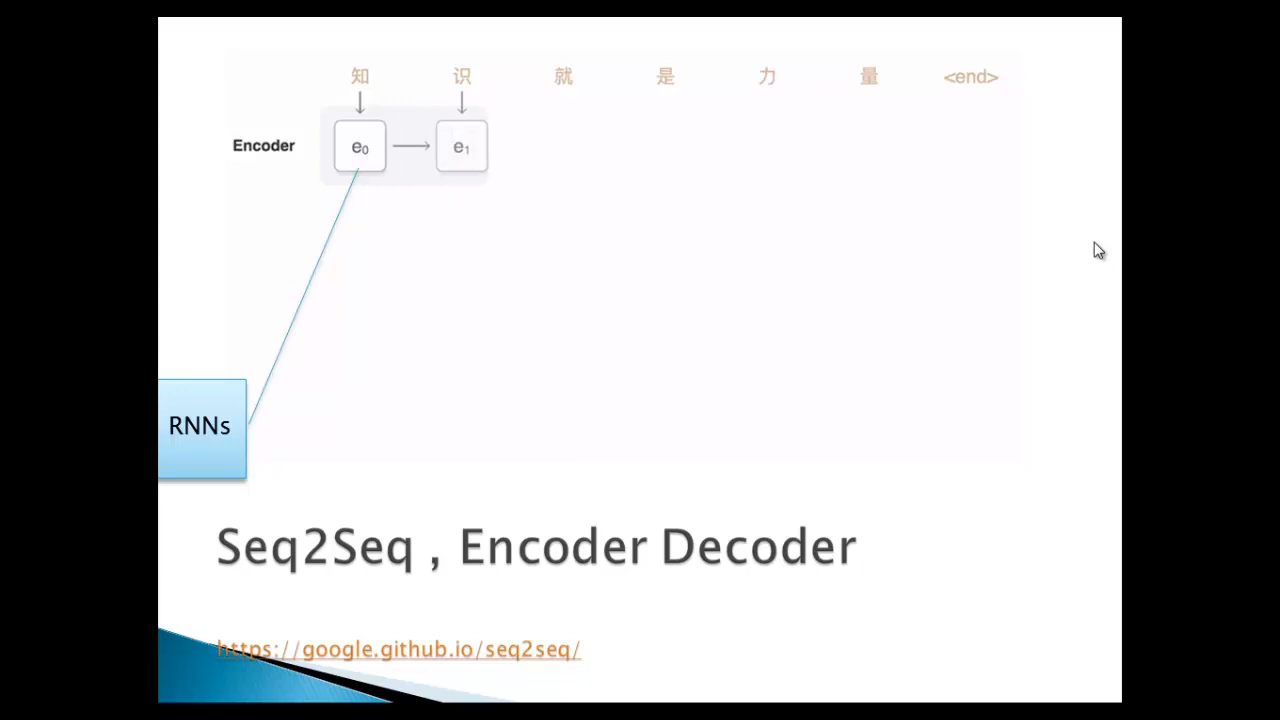 知 识 就 是 力 量 <end>
Encoder e₀ e₁
RNNs
Seq2Seq , Encoder Decoder
https://google.github.io/seq2seq/